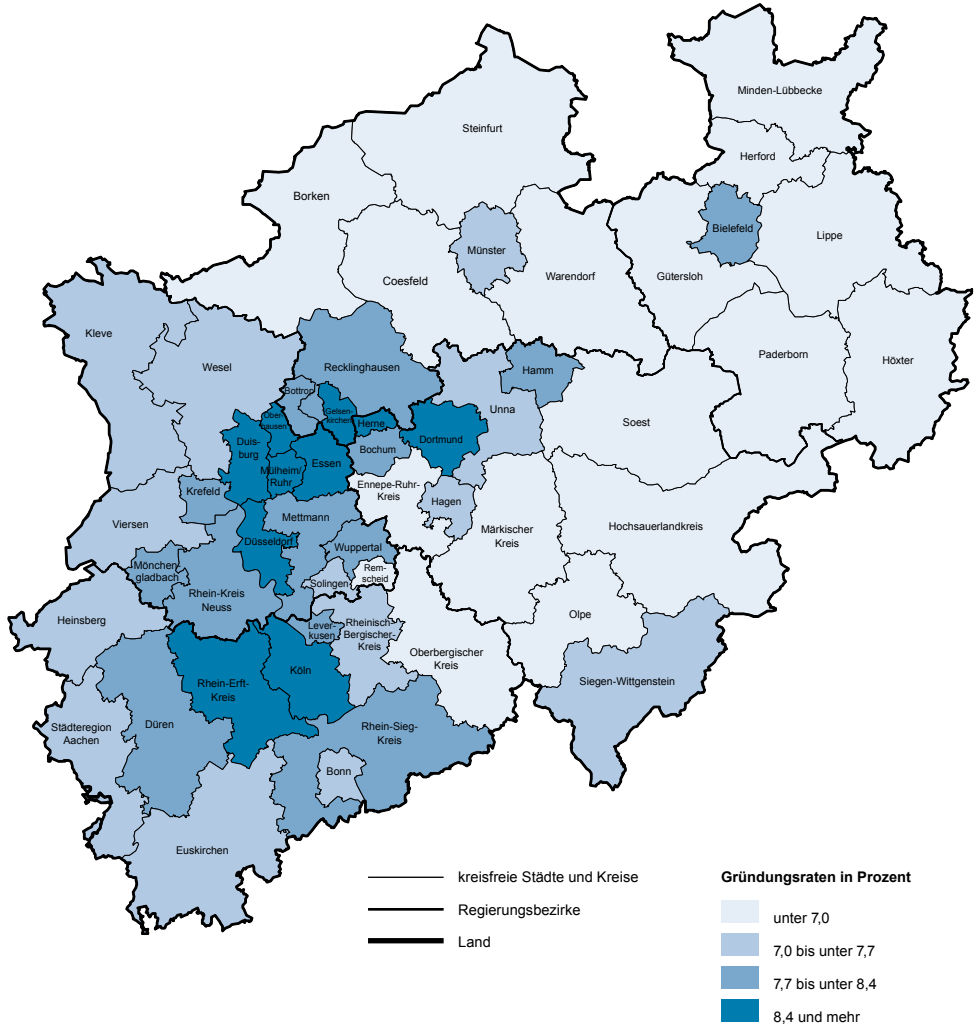 Minden-Lübbecke
Steinfurt
Herford
Borken
Bielefeld
Lippe
Münster
Coesfeld
Warendorf
Gütersloh
Kleve
Paderborn
Höxter
Wesel
Recklinghausen
Hamm
Bottrop
Unna
Gelsen-
kirchen
Ober-
hausen
Herne
Soest
Duis-
burg
Dortmund
Essen
Bochum
Mülheim/
Ruhr
Ennepe-Ruhr-
Kreis
Krefeld
Hagen
Mettmann
Viersen
Märkischer
Kreis
Hochsauerlandkreis
Düsseldorf
Wuppertal
Mönchen-
gladbach
Rem-
scheid
Solingen
Rhein-Kreis
Neuss
Olpe
Heinsberg
Lever-
kusen
Rheinisch-
Bergischer-
Kreis
Oberbergischer
Kreis
Köln
Rhein-Erft-
Kreis
Siegen-Wittgenstein
Städteregion
Aachen
Düren
Rhein-Sieg-
Kreis
Bonn
Euskirchen
kreisfreie Städte und Kreise
Regierungsbezirke
Land
Gründungsraten in Prozent
unter 7,0
7,0 bis unter 7,7
7,7 bis unter 8,4
8,4 und mehr